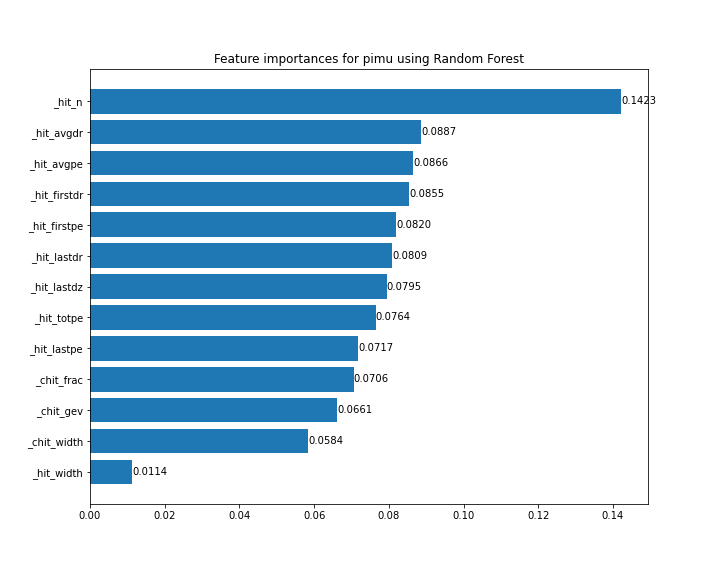 Feature importances for pimu using Random Forest
_hit_n 0.1423
_hit_avgdr 0.0887
_hit_avgpe 0.0866
_hit_firstdr 0.0855
_hit_firstpe 0.0820
_hit_lastdr 0.0809
_hit_lastdz 0.0795
_hit_totpe 0.0764
_hit_lastpe 0.0717
_chit_frac 0.0706
_chit_gev 0.0661
_chit_width 0.0584
_hit_width 0.0114
0.00 0.02 0.04 0.06 0.08 0.10 0.12 0.14